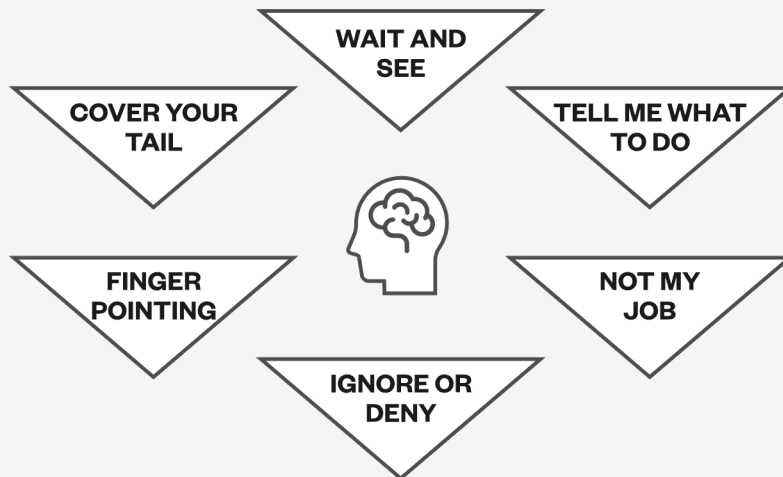 WAIT AND
SEE
COVER YOUR
TAIL
TELL ME WHAT
TO DO
FINGER
POINTING
NOT MY
JOB
IGNORE OR
DENY